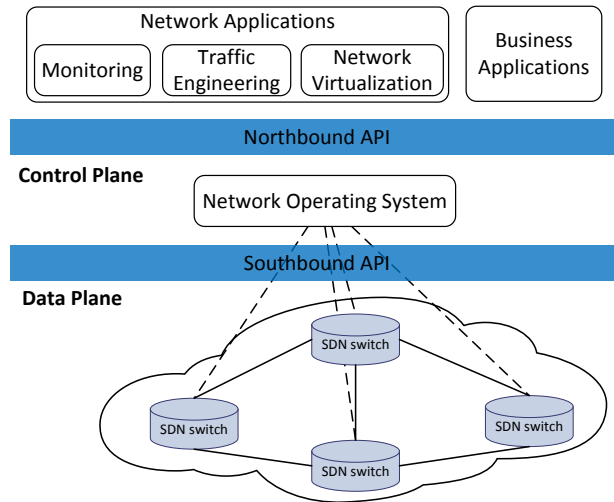 Network Applications
Monitoring
Traffic
Engineering
Network
Virtualization
Business
Applications
Northbound API
Control Plane
Network Operating System
Southbound API
Data Plane
SDN switch
SDN switch
SDN switch
SDN switch